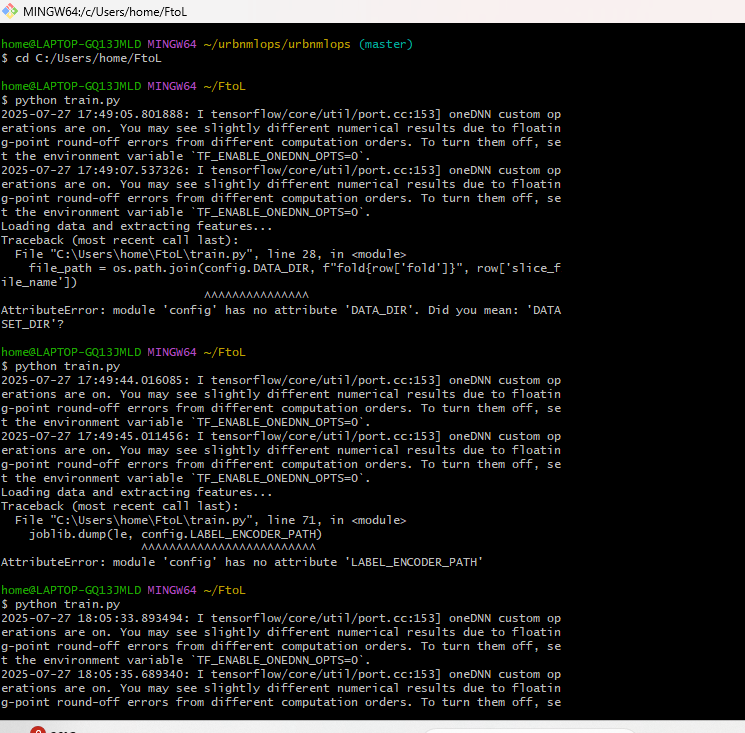 MINGW64:/c/Users/home/FtoL
home@LAPTOP-GQ13JMLD MINGW64 ~/urbnmlops/urbnmlops (master)
$ cd C:/Users/home/FtoL
home@LAPTOP-GQ13JMLD MINGW64 ~/FtoL
$ python train.py
2025-07-27 17:49:05.801888: I tensorflow/core/util/port.cc:153] oneDNN custom op
erations are on. You may see slightly different numerical results due to floatin
g-point round-off errors from different computation orders. To turn them off, se
t the environment variable `TF_ENABLE_ONEDNN_OPTS=0`.
2025-07-27 17:49:07.537326: I tensorflow/core/util/port.cc:153] oneDNN custom op
erations are on. You may see slightly different numerical results due to floatin
g-point round-off errors from different computation orders. To turn them off, se
t the environment variable `TF_ENABLE_ONEDNN_OPTS=0`.
Loading data and extracting features...
Traceback (most recent call last):
  File "C:\Users\home\FtoL\train.py", line 28, in <module>
    file_path = os.path.join(config.DATA_DIR, f"fold{row['fold']}", row['slice_f
ile_name'])
                             ^^^^^^^^^^^^^^^
AttributeError: module 'config' has no attribute 'DATA_DIR'. Did you mean: 'DATA
SET_DIR'?
home@LAPTOP-GQ13JMLD MINGW64 ~/FtoL
$ python train.py
2025-07-27 17:49:44.016085: I tensorflow/core/util/port.cc:153] oneDNN custom op
erations are on. You may see slightly different numerical results due to floatin
g-point round-off errors from different computation orders. To turn them off, se
t the environment variable `TF_ENABLE_ONEDNN_OPTS=0`.
2025-07-27 17:49:45.011456: I tensorflow/core/util/port.cc:153] oneDNN custom op
erations are on. You may see slightly different numerical results due to floatin
g-point round-off errors from different computation orders. To turn them off, se
t the environment variable `TF_ENABLE_ONEDNN_OPTS=0`.
Loading data and extracting features...
Traceback (most recent call last):
  File "C:\Users\home\FtoL\train.py", line 71, in <module>
    joblib.dump(le, config.LABEL_ENCODER_PATH)
                    ^^^^^^^^^^^^^^^^^^^^^^^^^
AttributeError: module 'config' has no attribute 'LABEL_ENCODER_PATH'
home@LAPTOP-GQ13JMLD MINGW64 ~/FtoL
$ python train.py
2025-07-27 18:05:33.893494: I tensorflow/core/util/port.cc:153] oneDNN custom op
erations are on. You may see slightly different numerical results due to floatin
g-point round-off errors from different computation orders. To turn them off, se
t the environment variable `TF_ENABLE_ONEDNN_OPTS=0`.
2025-07-27 18:05:35.689340: I tensorflow/core/util/port.cc:153] oneDNN custom op
erations are on. You may see slightly different numerical results due to floatin
g-point round-off errors from different computation orders. To turn them off, se